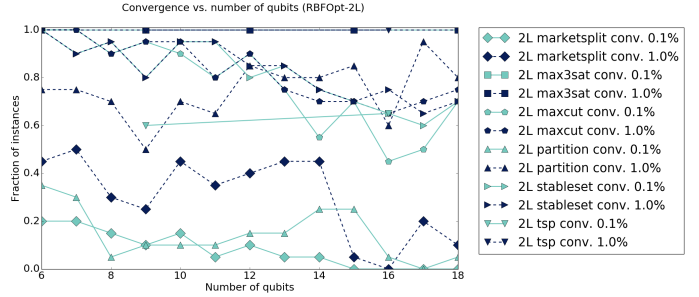 Convergence vs. number of qubits (RBFOpt-2L)
1.0
0.8
0.6
0.4
0.2
0.0
Fraction of instances
6 8 10 12 14 16 18
Number of qubits
2L marketsplit conv. 0.1%
2L marketsplit conv. 1.0%
2L max3sat conv. 0.1%
2L max3sat conv. 1.0%
2L maxcut conv. 0.1%
2L maxcut conv. 1.0%
2L partition conv. 0.1%
2L partition conv. 1.0%
2L stableset conv. 0.1%
2L stableset conv. 1.0%
2L tsp conv. 0.1%
2L tsp conv. 1.0%